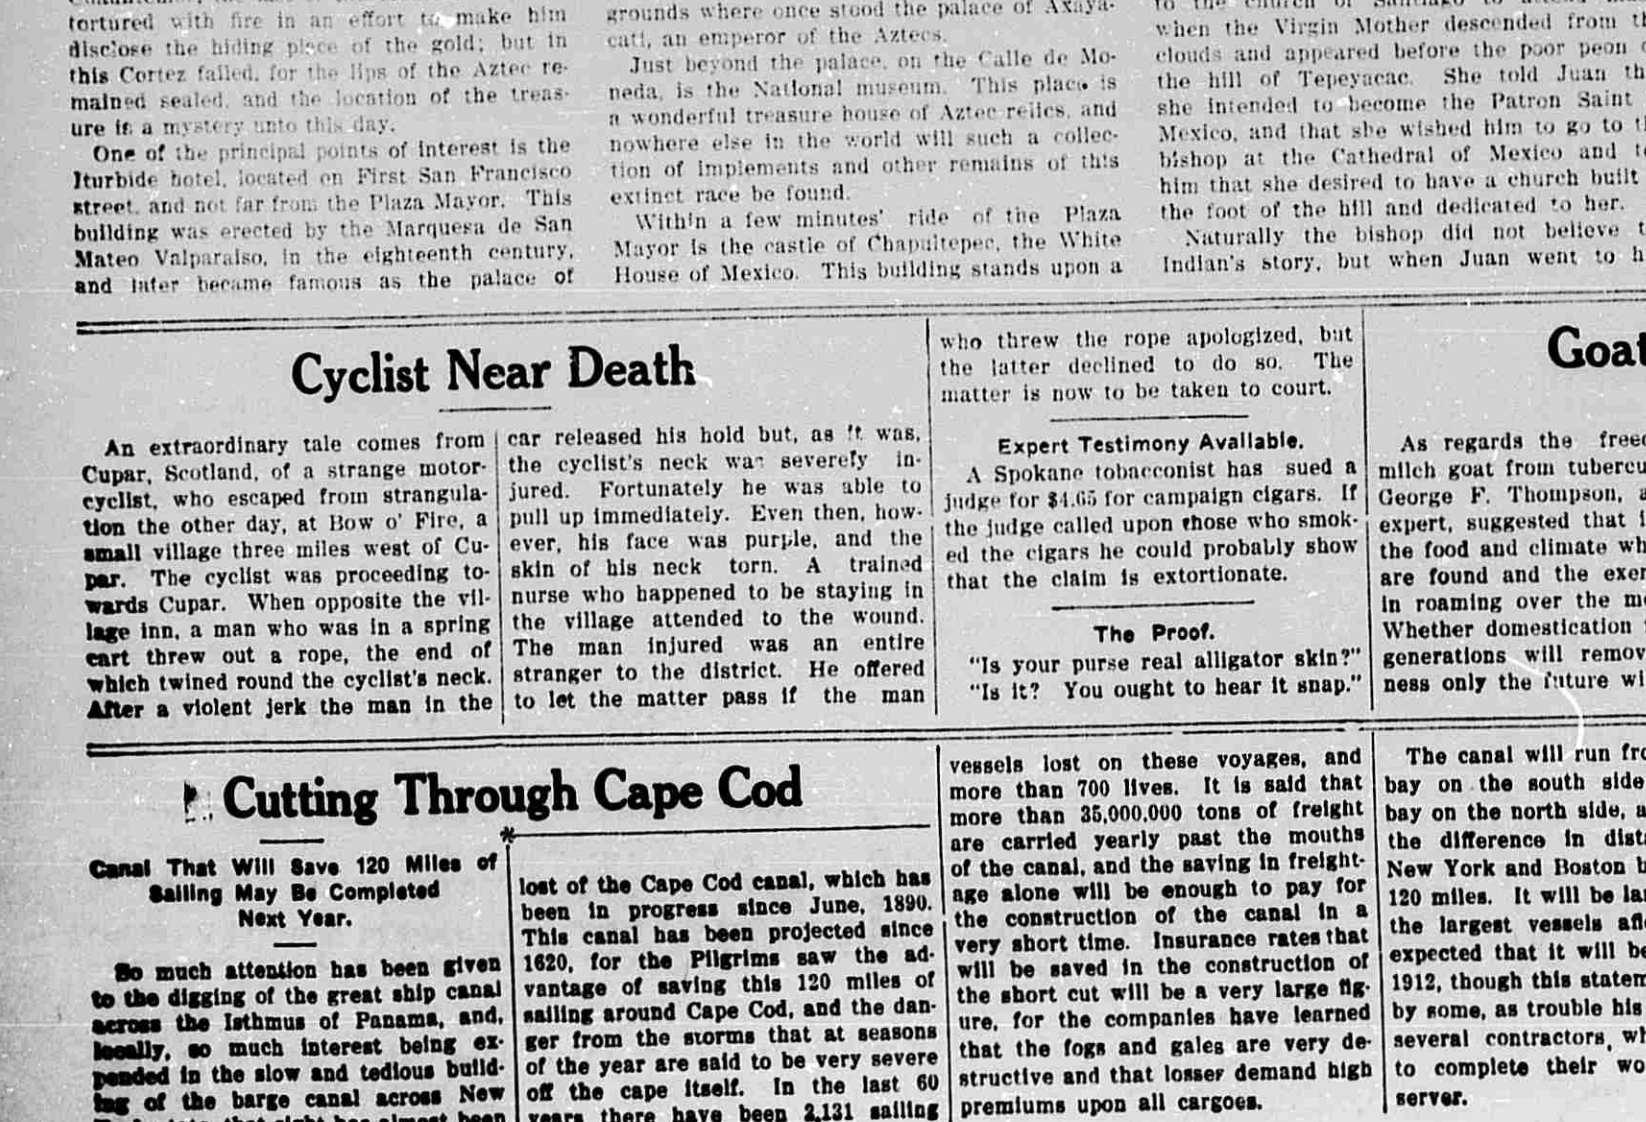 tortured with fire in an effort to make him
disclose the hiding place of the gold; but in
this Cortez failed, for the lips of the Aztec re-
mained sealed, and the location of the treas-
ure is a mystery unto this day.
One of the principal points of interest is the
Iturbide hotel, located on First San Francisco
street, and not far from the Plaza Mayor. This
building was erected by the Marquesa de San
Mateo Valparaiso, in the eighteenth century,
and later became famous as the palace of
grounds where once stood the palace of Axaya-
catl, an emperor of the Aztecs.
Just beyond the palace, on the Calle de Mo-
neda, is the National museum. This place is
a wonderful treasure house of Aztec relics, and
nowhere else in the world will such a collec-
tion of implements and other remains of this
extinct race be found.
Within a few minutes' ride of the Plaza
Mayor is the castle of Chapultepec, the White
House of Mexico. This building stands upon a
when the Virgin Mother descended from
clouds and appeared before the poor peon
the hill of Tepeyacac. She told Juan
she intended to become the Patron Saint
Mexico, and that she wished him to go to
bishop at the Cathedral of Mexico and
him that she desired to have a church built
the foot of the hill and dedicated to her.
Naturally the bishop did not believe
Indian's story, but when Juan went to
Cyclist Near Death
An extraordinary tale comes from
Cupar, Scotland, of a strange motor-
cyclist, who escaped from strangula-
tion the other day, at Bow o' Fire, a
small village three miles west of Cu-
par. The cyclist was proceeding to-
wards Cupar. When opposite the vil-
lage inn, a man who was in a spring
cart threw out a rope, the end of
which twined round the cyclist's neck.
After a violent jerk the man in the
car released his hold but, as it was,
the cyclist's neck was severely in-
jured. Fortunately he was able to
pull up immediately. Even then, how-
ever, his face was purple, and the
skin of his neck torn. A trained
nurse who happened to be staying in
the village attended to the wound.
The man injured was an entire
stranger to the district. He offered
to let the matter pass if the man
who threw the rope apologized, but
the latter declined to do so. The
matter is now to be taken to court.
Expert Testimony Available.
A Spokane tobacconist has sued a
judge for $4.65 for campaign cigars. If
the judge called upon those who smok-
ed the cigars he could probably show
that the claim is extortionate.
The Proof.
"Is your purse real alligator skin?"
"Is it? You ought to hear it snap."
Goat
As regards the
milch goat from
George F. Thompson,
expert, suggested that
the food and climate
are found and the
in roaming over the
Whether domestication
generations will
ness only the future
Cutting Through Cape Cod
Canal That Will Save 120 Miles of
Sailing May Be Completed
Next Year.
So much attention has been given
to the digging of the great ship canal
across the Isthmus of Panama, and,
locally, so much interest being ex-
pended in the slow and tedious build-
ing of the barge canal across New
lost of the Cape Cod canal, which has
been in progress since June, 1890.
This canal has been projected since
1620, for the Pilgrims saw the ad-
vantage of saving this 120 miles of
sailing around Cape Cod, and the dan-
ger from the storms that at seasons
of the year are said to be very severe
off the cape itself. In the last 60
years there have been 2,131 sailing
vessels lost on these voyages, and
more than 700 lives. It is said that
more than 35,000,000 tons of freight
are carried yearly past the mouths
of the canal, and the saving in freight-
age alone will be enough to pay for
the construction of the canal in a
very short time. Insurance rates that
will be saved in the construction of
the short cut will be a very large fig-
ure, for the companies have learned
that the fogs and gales are very de-
structive and that losser demand high
premiums upon all cargoes.
The canal will run
bay on the south side
bay on the north side,
the difference in
New York and Boston
120 miles. It will be
the largest vessels
expected that it will
1912, though this
by some, as trouble
several contractors,
to complete their
server.